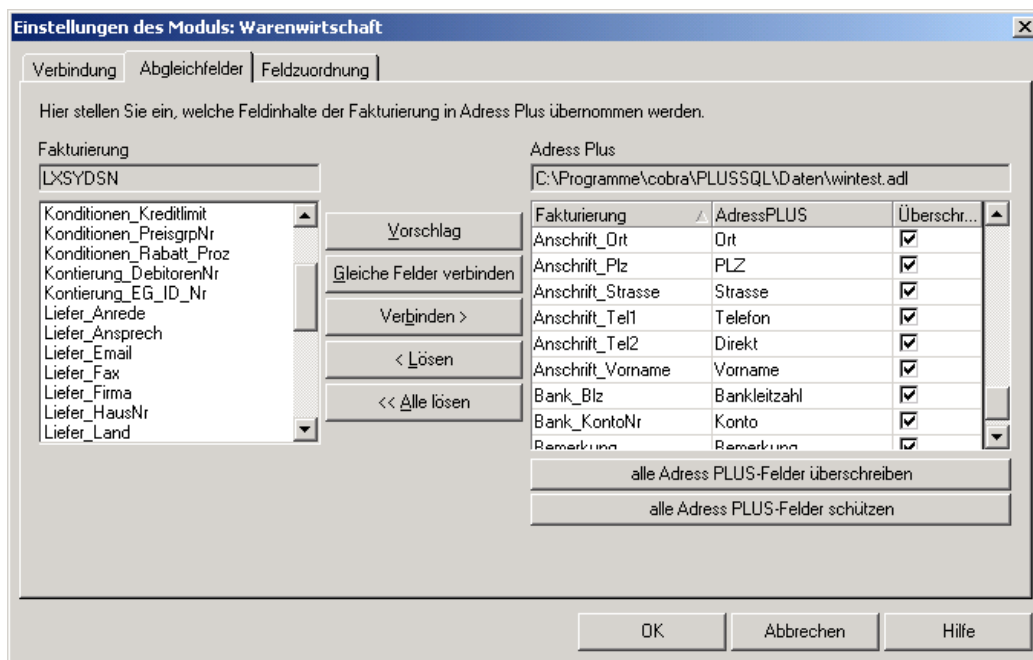 Einstellungen des Moduls: Warenwirtschaft
Verbindung Abgleichfelder Feldzuordnung
Hier stellen Sie ein, welche Feldinhalte der Fakturierung in Adress Plus übernommen werden.
Fakturierung
LXSYDSN
Konditionen_Kreditlimit
Konditionen_PreisgrpNr
Konditionen_Rabatt_Proz
Kontierung_DebitorenNr
Kontierung_EG_ID_Nr
Liefer_Anrede
Liefer_Ansprech
Liefer_Email
Liefer_Fax
Liefer_Firma
Liefer_HausNr
Liefer_Land
Vorschlag
Gleiche Felder verbinden
Verbinden >
< Lösen
<< Alle lösen
Adress Plus
C:\Programme\cobra\PLUSSQL\Daten\wintest.adl
Fakturierung AdressPLUS Überschr...
Anschrift_Ort Ort
Anschrift_Plz PLZ
Anschrift_Strasse Strasse
Anschrift_Tel1 Telefon
Anschrift_Tel2 Direkt
Anschrift_Vorname Vorname
Bank_Blz Bankleitzahl
Bank_KontoNr Konto
Bemerkung Bemerkung
alle Adress PLUS-Felder überschreiben
alle Adress PLUS-Felder schützen
OK Abbrechen Hilfe